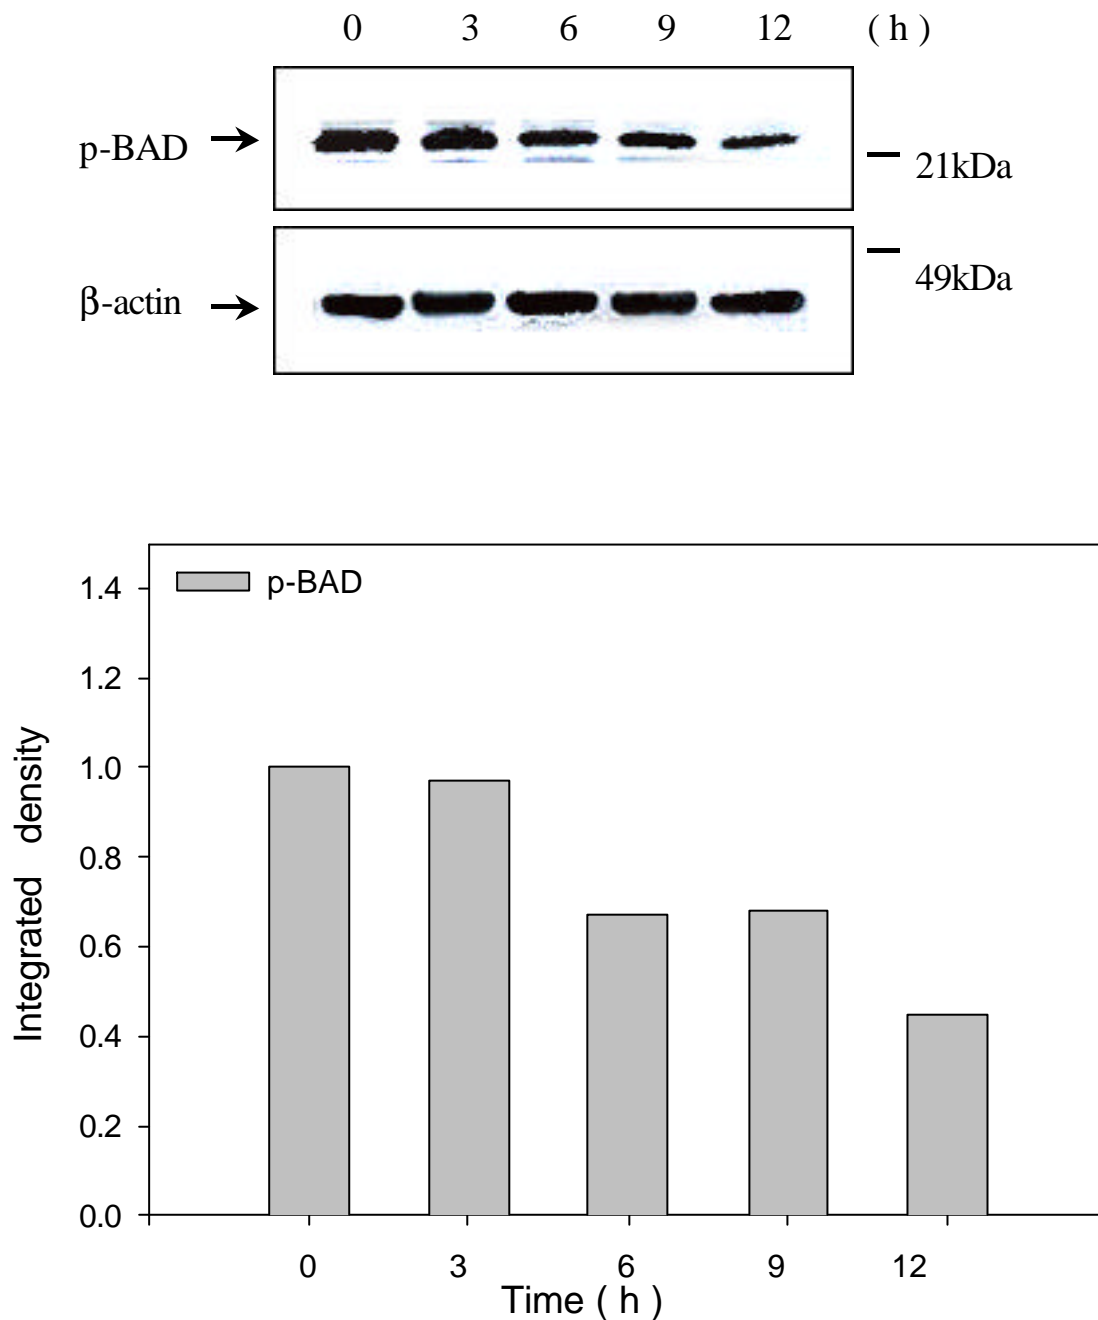 0 3 6 9 12 ( h )
p-BAD
21kDa
49kDa
β-actin
p-BAD
1.4
1.2
1.0
0.8
0.6
0.4
0.2
0.0
Integrated density
0 3 6 9 12
Time ( h )